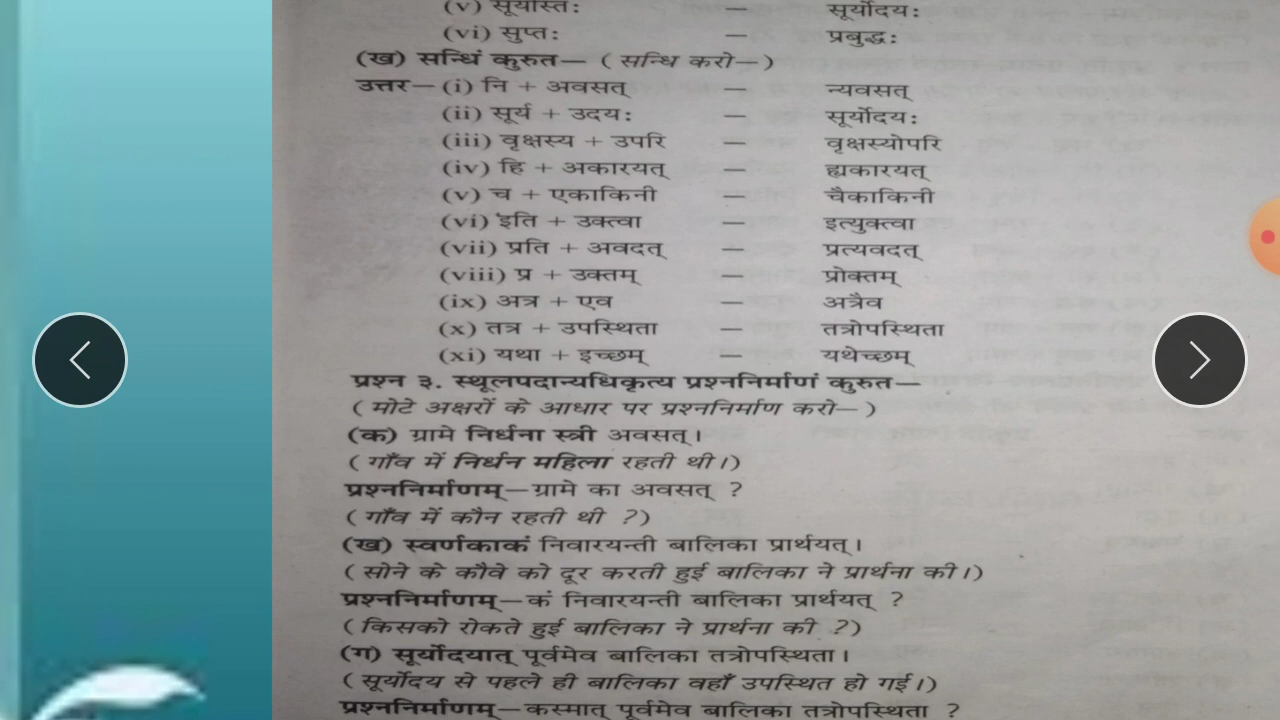 (v) सूर्यास्त: — सूर्योदय:
(vi) सुप्त: — प्रबुद्ध:
(ख) सन्धिं कुरुत— ( सन्धि करो—)
उत्तर—(i) नि + अवसत् — न्यवसत्
(ii) सूर्य + उदय: — सूर्योदय:
(iii) वृक्षस्य + उपरि — वृक्षस्योपरि
(iv) हि + अकारयत् — ह्यकारयत्
(v) च + एकाकिनी — चैकाकिनी
(vi) इति + उक्त्वा — इत्युक्त्वा
(vii) प्रति + अवदत् — प्रत्यवदत्
(viii) प्र + उक्तम् — प्रोक्तम्
(ix) अत्र + एव — अत्रैव
(x) तत्र + उपस्थिता — तत्रोपस्थिता
(xi) यथा + इच्छम् — यथेच्छम्
प्रश्न ३. स्थूलपदान्यधिकृत्य प्रश्ननिर्माणं कुरुत—
( मोटे अक्षरों के आधार पर प्रश्ननिर्माण करो— )
(क) ग्रामे निर्धना स्त्री अवसत्।
( गाँव में निर्धन महिला रहती थी।)
प्रश्ननिर्माणम्—ग्रामे का अवसत् ?
( गाँव में कौन रहती थी ?)
(ख) स्वर्णकाकं निवारयन्ती बालिका प्रार्थयत्।
( सोने के कौवे को दूर करती हुई बालिका ने प्रार्थना की।)
प्रश्ननिर्माणम्—कं निवारयन्ती बालिका प्रार्थयत् ?
( किसको रोकते हुई बालिका ने प्रार्थना की ?)
(ग) सूर्योदयात् पूर्वमेव बालिका तत्रोपस्थिता।
( सूर्योदय से पहले ही बालिका वहाँ उपस्थित हो गई।)
प्रश्ननिर्माणम्—कस्मात् पूर्वमेव बालिका तत्रोपस्थिता ?